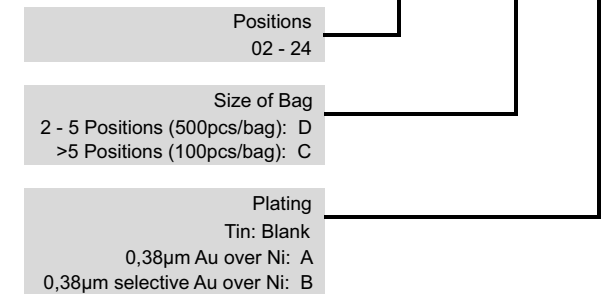 Positions
02 - 24
Size of Bag
2 - 5 Positions (500pcs/bag): D
>5 Positions (100pcs/bag): C
Plating
Tin: Blank
0,38µm Au over Ni: A
0,38µm selective Au over Ni: B